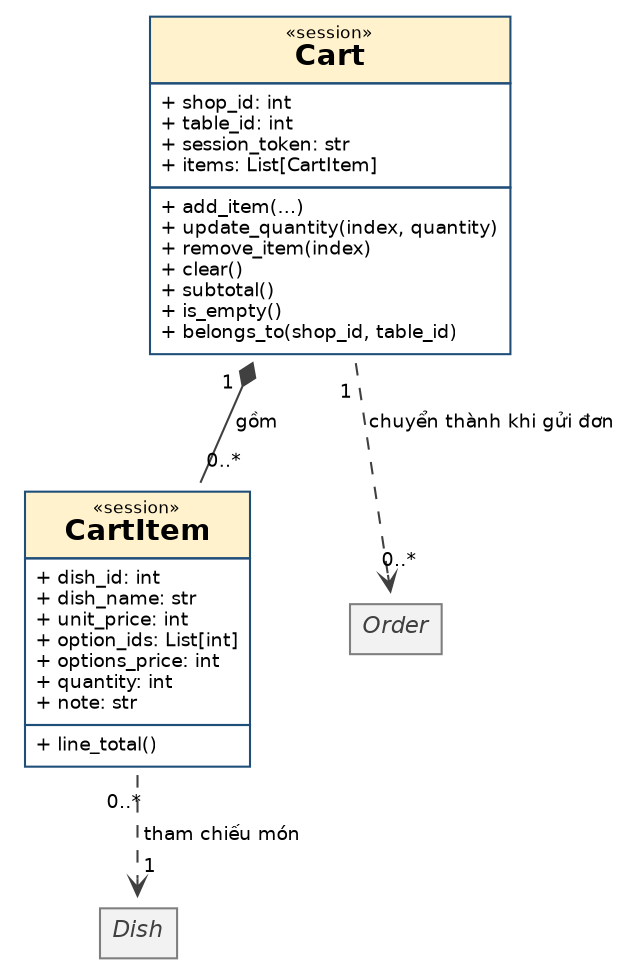 «session»
Cart
+ shop_id: int
+ table_id: int
+ session_token: str
+ items: List[CartItem]
+ add_item(...)
+ update_quantity(index, quantity)
+ remove_item(index)
+ clear()
+ subtotal()
+ is_empty()
+ belongs_to(shop_id, table_id)
1
1
gồm
chuyển thành khi gửi đơn
0..*
0..*
«session»
CartItem
+ dish_id: int
+ dish_name: str
+ unit_price: int
+ option_ids: List[int]
+ options_price: int
+ quantity: int
+ note: str
+ line_total()
Order
0..*
tham chiếu món
1
Dish